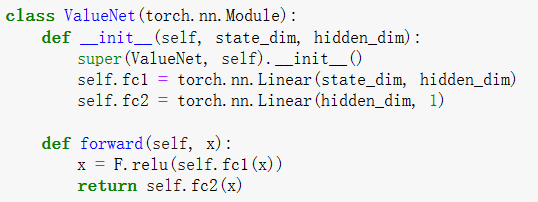 class ValueNet(torch.nn.Module):
    def __init__(self, state_dim, hidden_dim):
        super(ValueNet, self).__init__()
        self.fc1 = torch.nn.Linear(state_dim, hidden_dim)
        self.fc2 = torch.nn.Linear(hidden_dim, 1)

    def forward(self, x):
        x = F.relu(self.fc1(x))
        return self.fc2(x)